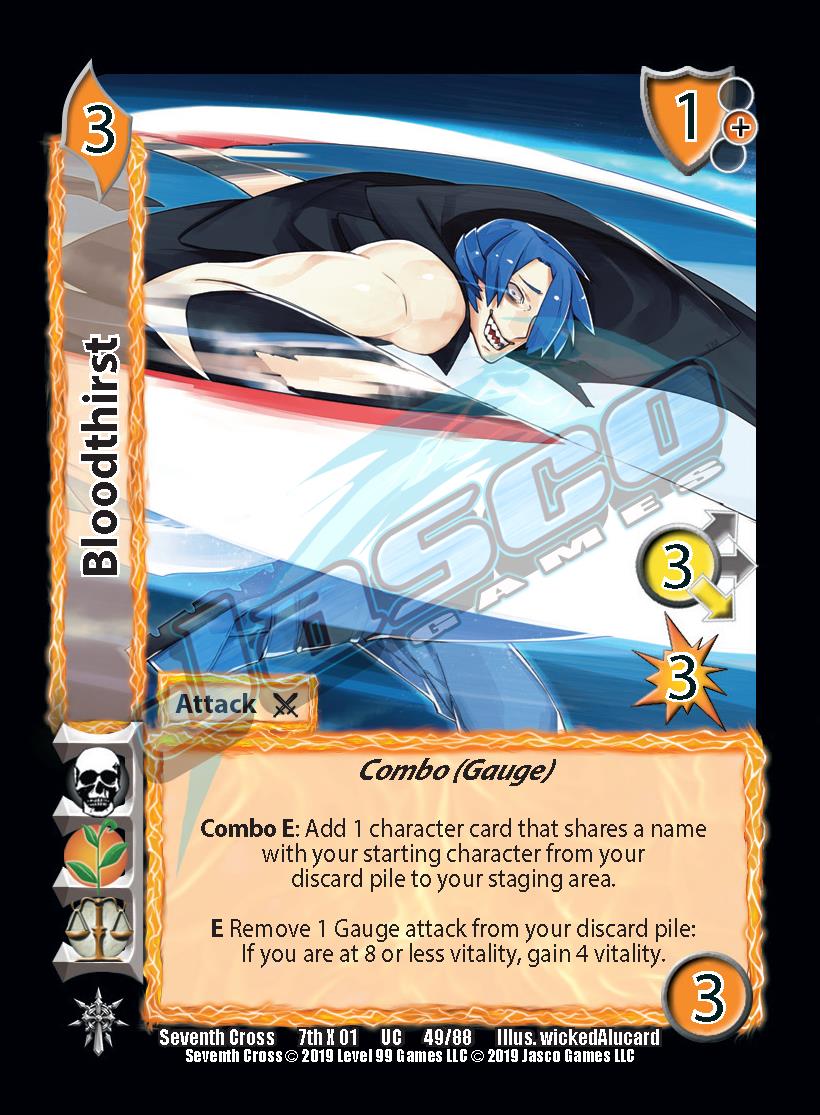 3
1
+
Bloodthirst
JASCO
GAMES
TM
3
3
Attack
Combo (Gauge)
Combo E: Add 1 character card that shares a name
with your starting character from your
discard pile to your staging area.
E Remove 1 Gauge attack from your discard pile:
If you are at 8 or less vitality, gain 4 vitality.
3
Seventh Cross 7th X 01 UC 49/88 Illus. wickedAlucard
Seventh Cross © 2019 Level 99 Games LLC © 2019 Jasco Games LLC